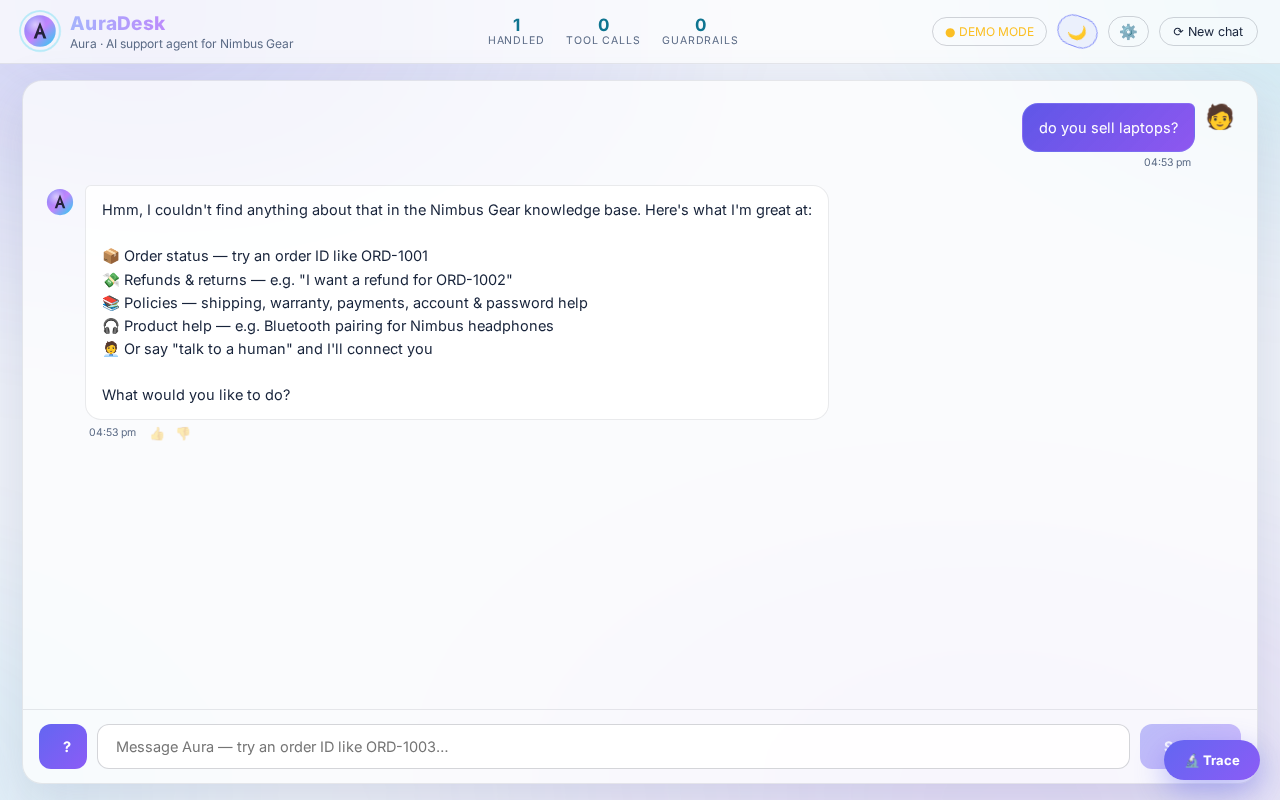 AuraDesk
Aura · AI support agent for Nimbus Gear
1
HANDLED
0
TOOL CALLS
0
GUARDRAILS
DEMO MODE
⟳ New chat
do you sell laptops?
04:53 pm
Hmm, I couldn't find anything about that in the Nimbus Gear knowledge base. Here's what I'm great at:
📦 Order status — try an order ID like ORD-1001
💸 Refunds & returns — e.g. "I want a refund for ORD-1002"
📚 Policies — shipping, warranty, payments, account & password help
🎧 Product help — e.g. Bluetooth pairing for Nimbus headphones
🧑‍💼 Or say "talk to a human" and I'll connect you
What would you like to do?
04:53 pm
?
Message Aura — try an order ID like ORD-1003...
🔬 Trace